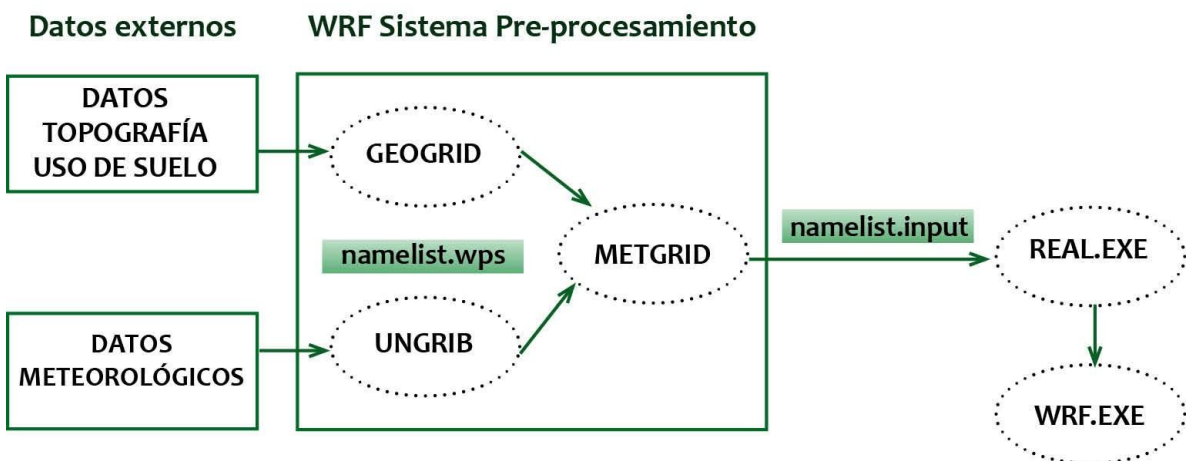 Datos externos
WRF Sistema Pre-procesamiento
DATOS
TOPOGRAFÍA
USO DE SUELO
GEOGRID
namelist.wps
METGRID
namelist.input
REAL.EXE
DATOS
METEOROLÓGICOS
UNGRIB
WRF.EXE